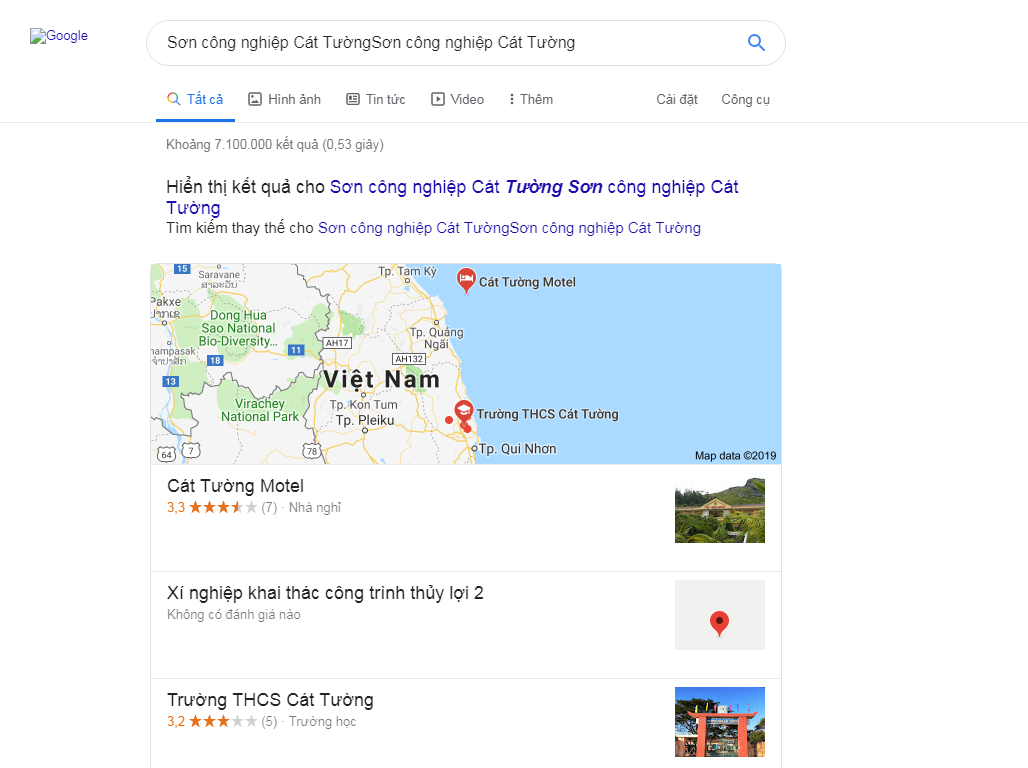 Google
Sơn công nghiệp Cát TườngSơn công nghiệp Cát Tường
Tất cả Hình ảnh Tin tức Video Thêm Cài đặt Công cụ
Khoảng 7.100.000 kết quả (0,53 giây)
Hiển thị kết quả cho Sơn công nghiệp Cát Tường Sơn công nghiệp Cát
Tường
Tìm kiếm thay thế cho Sơn công nghiệp Cát TườngSơn công nghiệp Cát Tường
15
Saravane
ສາລະວັນ
Tp. Tam Kỳ
Cát Tường Motel
Pakxe
Dong Hua
Sao National
Bio-Diversity...
Tp. Quảng
Ngãi
AH17
11
AH132
18
13
Việt Nam
Virachey
National Park
Tp. Kon Tum
Tp. Pleiku
Trường THCS Cát Tường
64
7
78
Tp. Qui Nhơn
Map data ©2019
Cát Tường Motel
3,3 (7) · Nhà nghỉ
Xí nghiệp khai thác công trình thủy lợi 2
Không có đánh giá nào
Trường THCS Cát Tường
3,2 (5) · Trường học